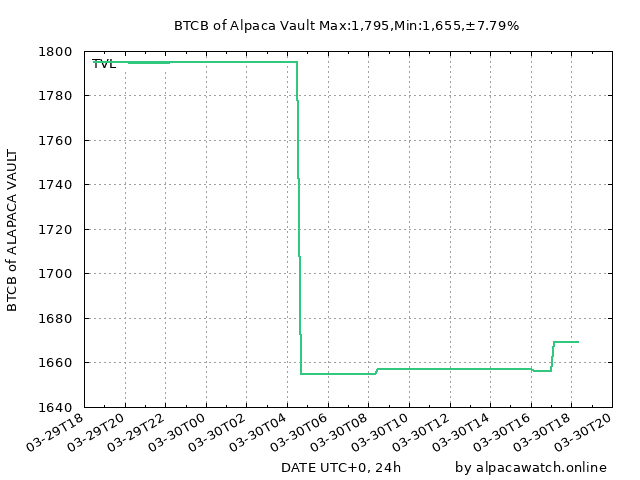 BTCB of Alpaca Vault Max:1,795,Min:1,655,±7.79%
BTCB of ALAPACA VAULT
TVL
1800
1780
1760
1740
1720
1700
1680
1660
1640
03-29T18
03-29T20
03-29T22
03-30T00
03-30T02
03-30T04
03-30T06
03-30T08
03-30T10
03-30T12
03-30T14
03-30T16
03-30T18
03-30T20
DATE UTC+0, 24h
by alpacawatch.online